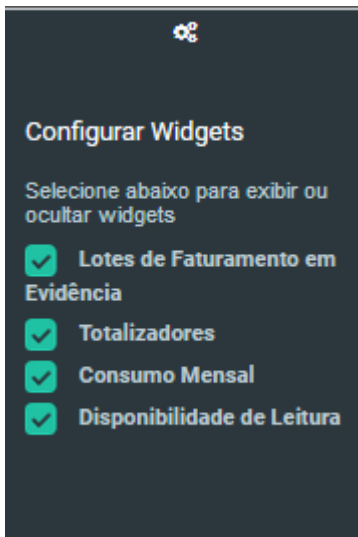 Configurar Widgets
Selecione abaixo para exibir ou
ocultar widgets
Lotes de Faturamento em
Evidência
Totalizadores
Consumo Mensal
Disponibilidade de Leitura